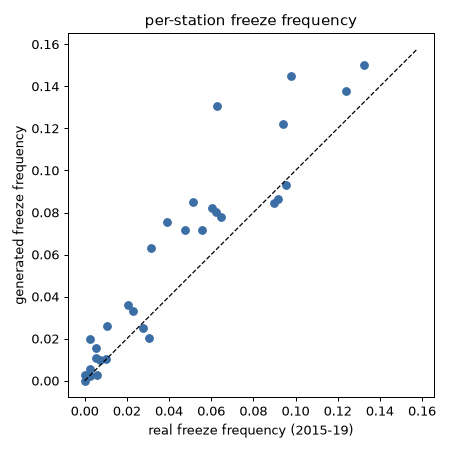 per-station freeze frequency
generated freeze frequency
0.16
0.14
0.12
0.10
0.08
0.06
0.04
0.02
0.00
0.00 0.02 0.04 0.06 0.08 0.10 0.12 0.14 0.16
real freeze frequency (2015-19)